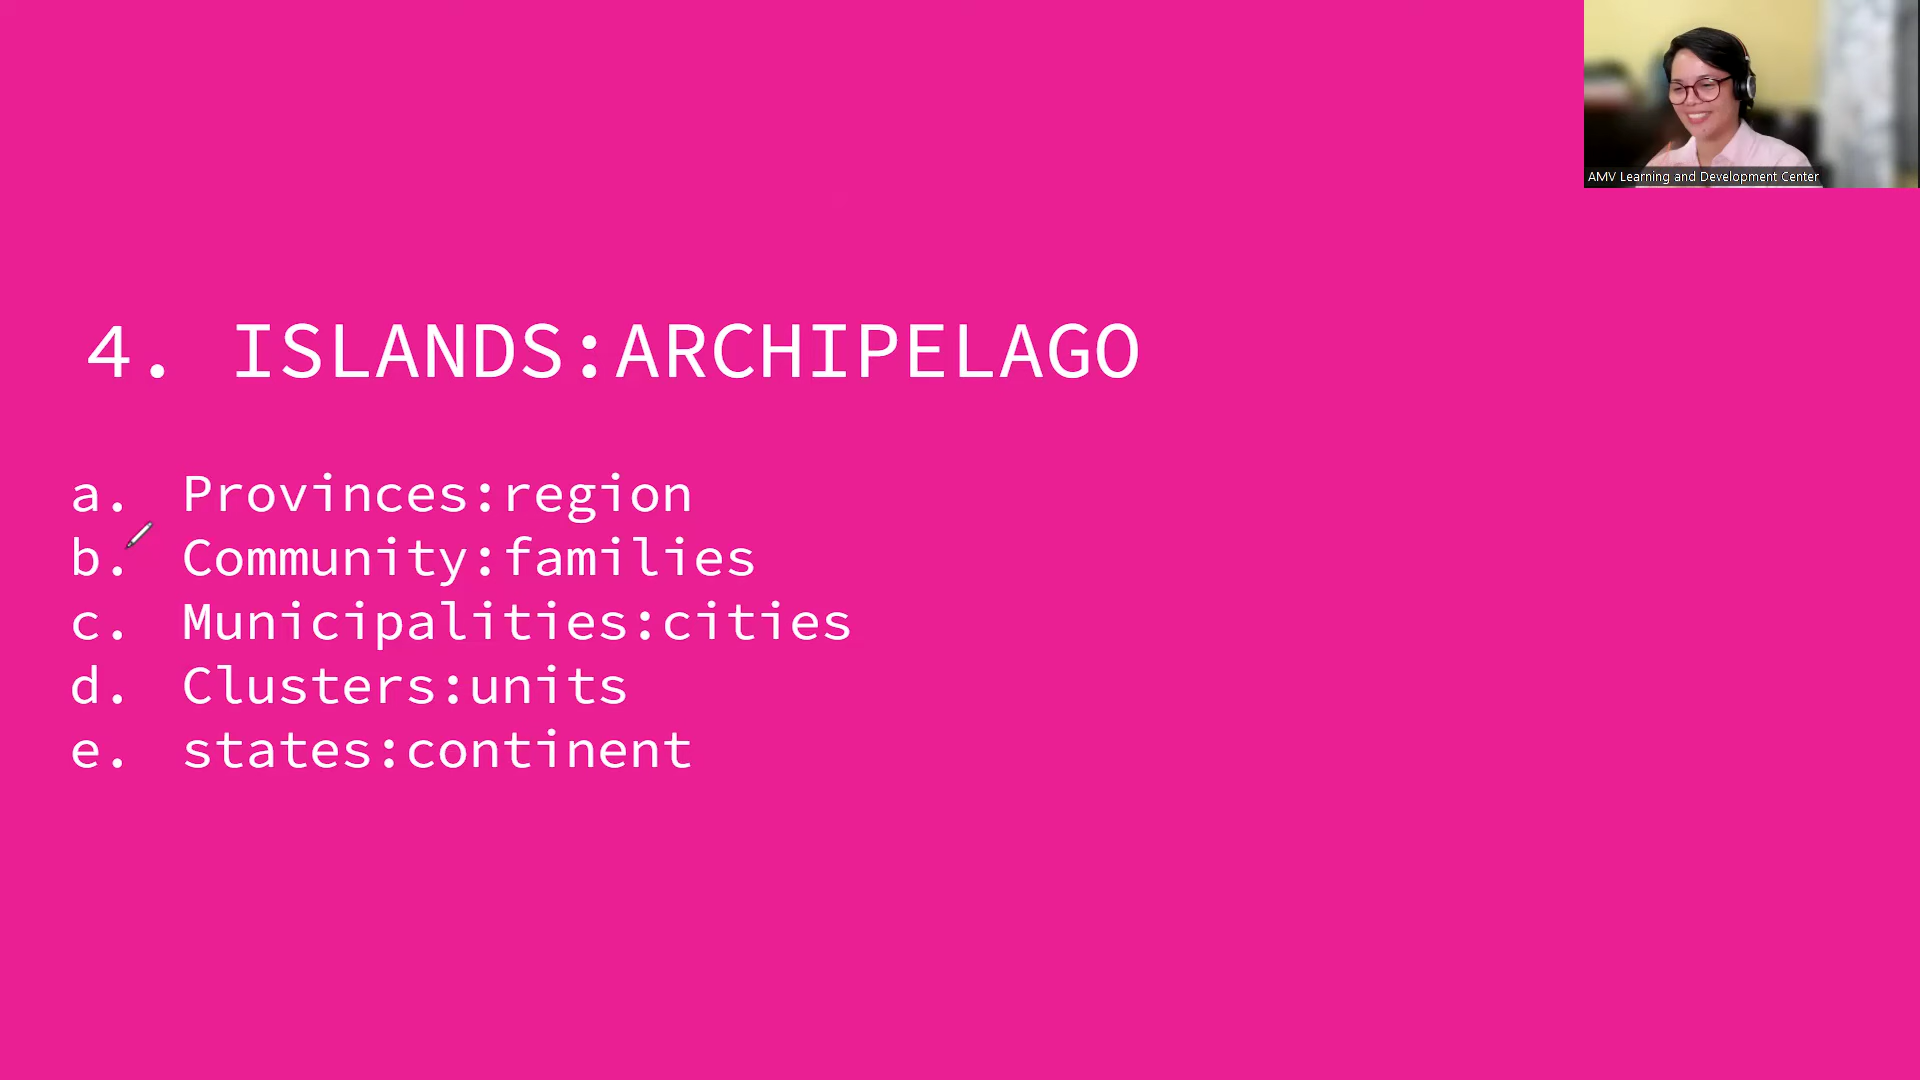 AMV Learning and Development Center
4. ISLANDS:ARCHIPELAGO
a. Provinces:region
b. Community:families
c. Municipalities:cities
d. Clusters:units
e. states:continent